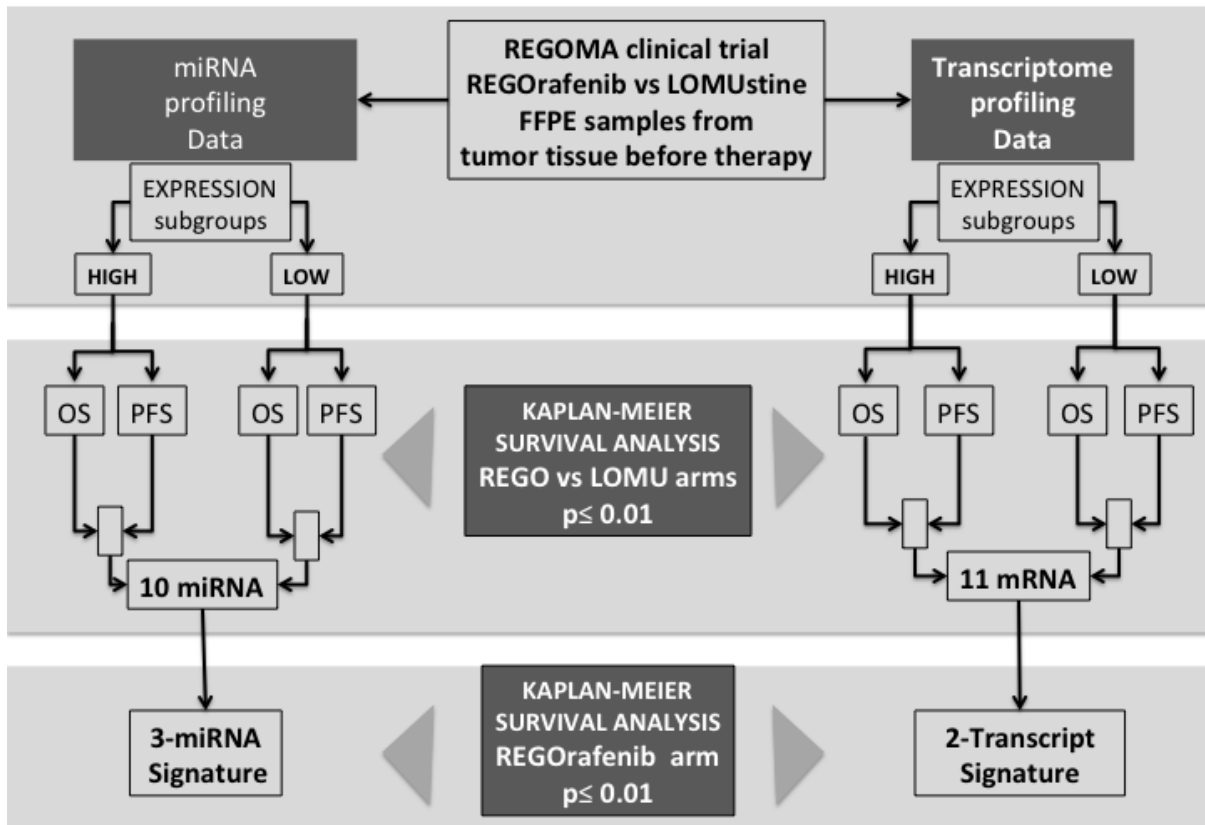 REGOMA clinical trial
REGOrafenib vs LOMUstine
FFPE samples from
tumor tissue before therapy
miRNA
profiling
Data
Transcriptome
profiling
Data
EXPRESSION
subgroups
EXPRESSION
subgroups
HIGH
LOW
HIGH
LOW
OS
PFS
OS
PFS
KAPLAN-MEIER
SURVIVAL ANALYSIS
REGO vs LOMU arms
p≤ 0.01
OS
PFS
OS
PFS
10 miRNA
11 mRNA
3-miRNA
Signature
KAPLAN-MEIER
SURVIVAL ANALYSIS
REGOrafenib arm
p≤ 0.01
2-Transcript
Signature